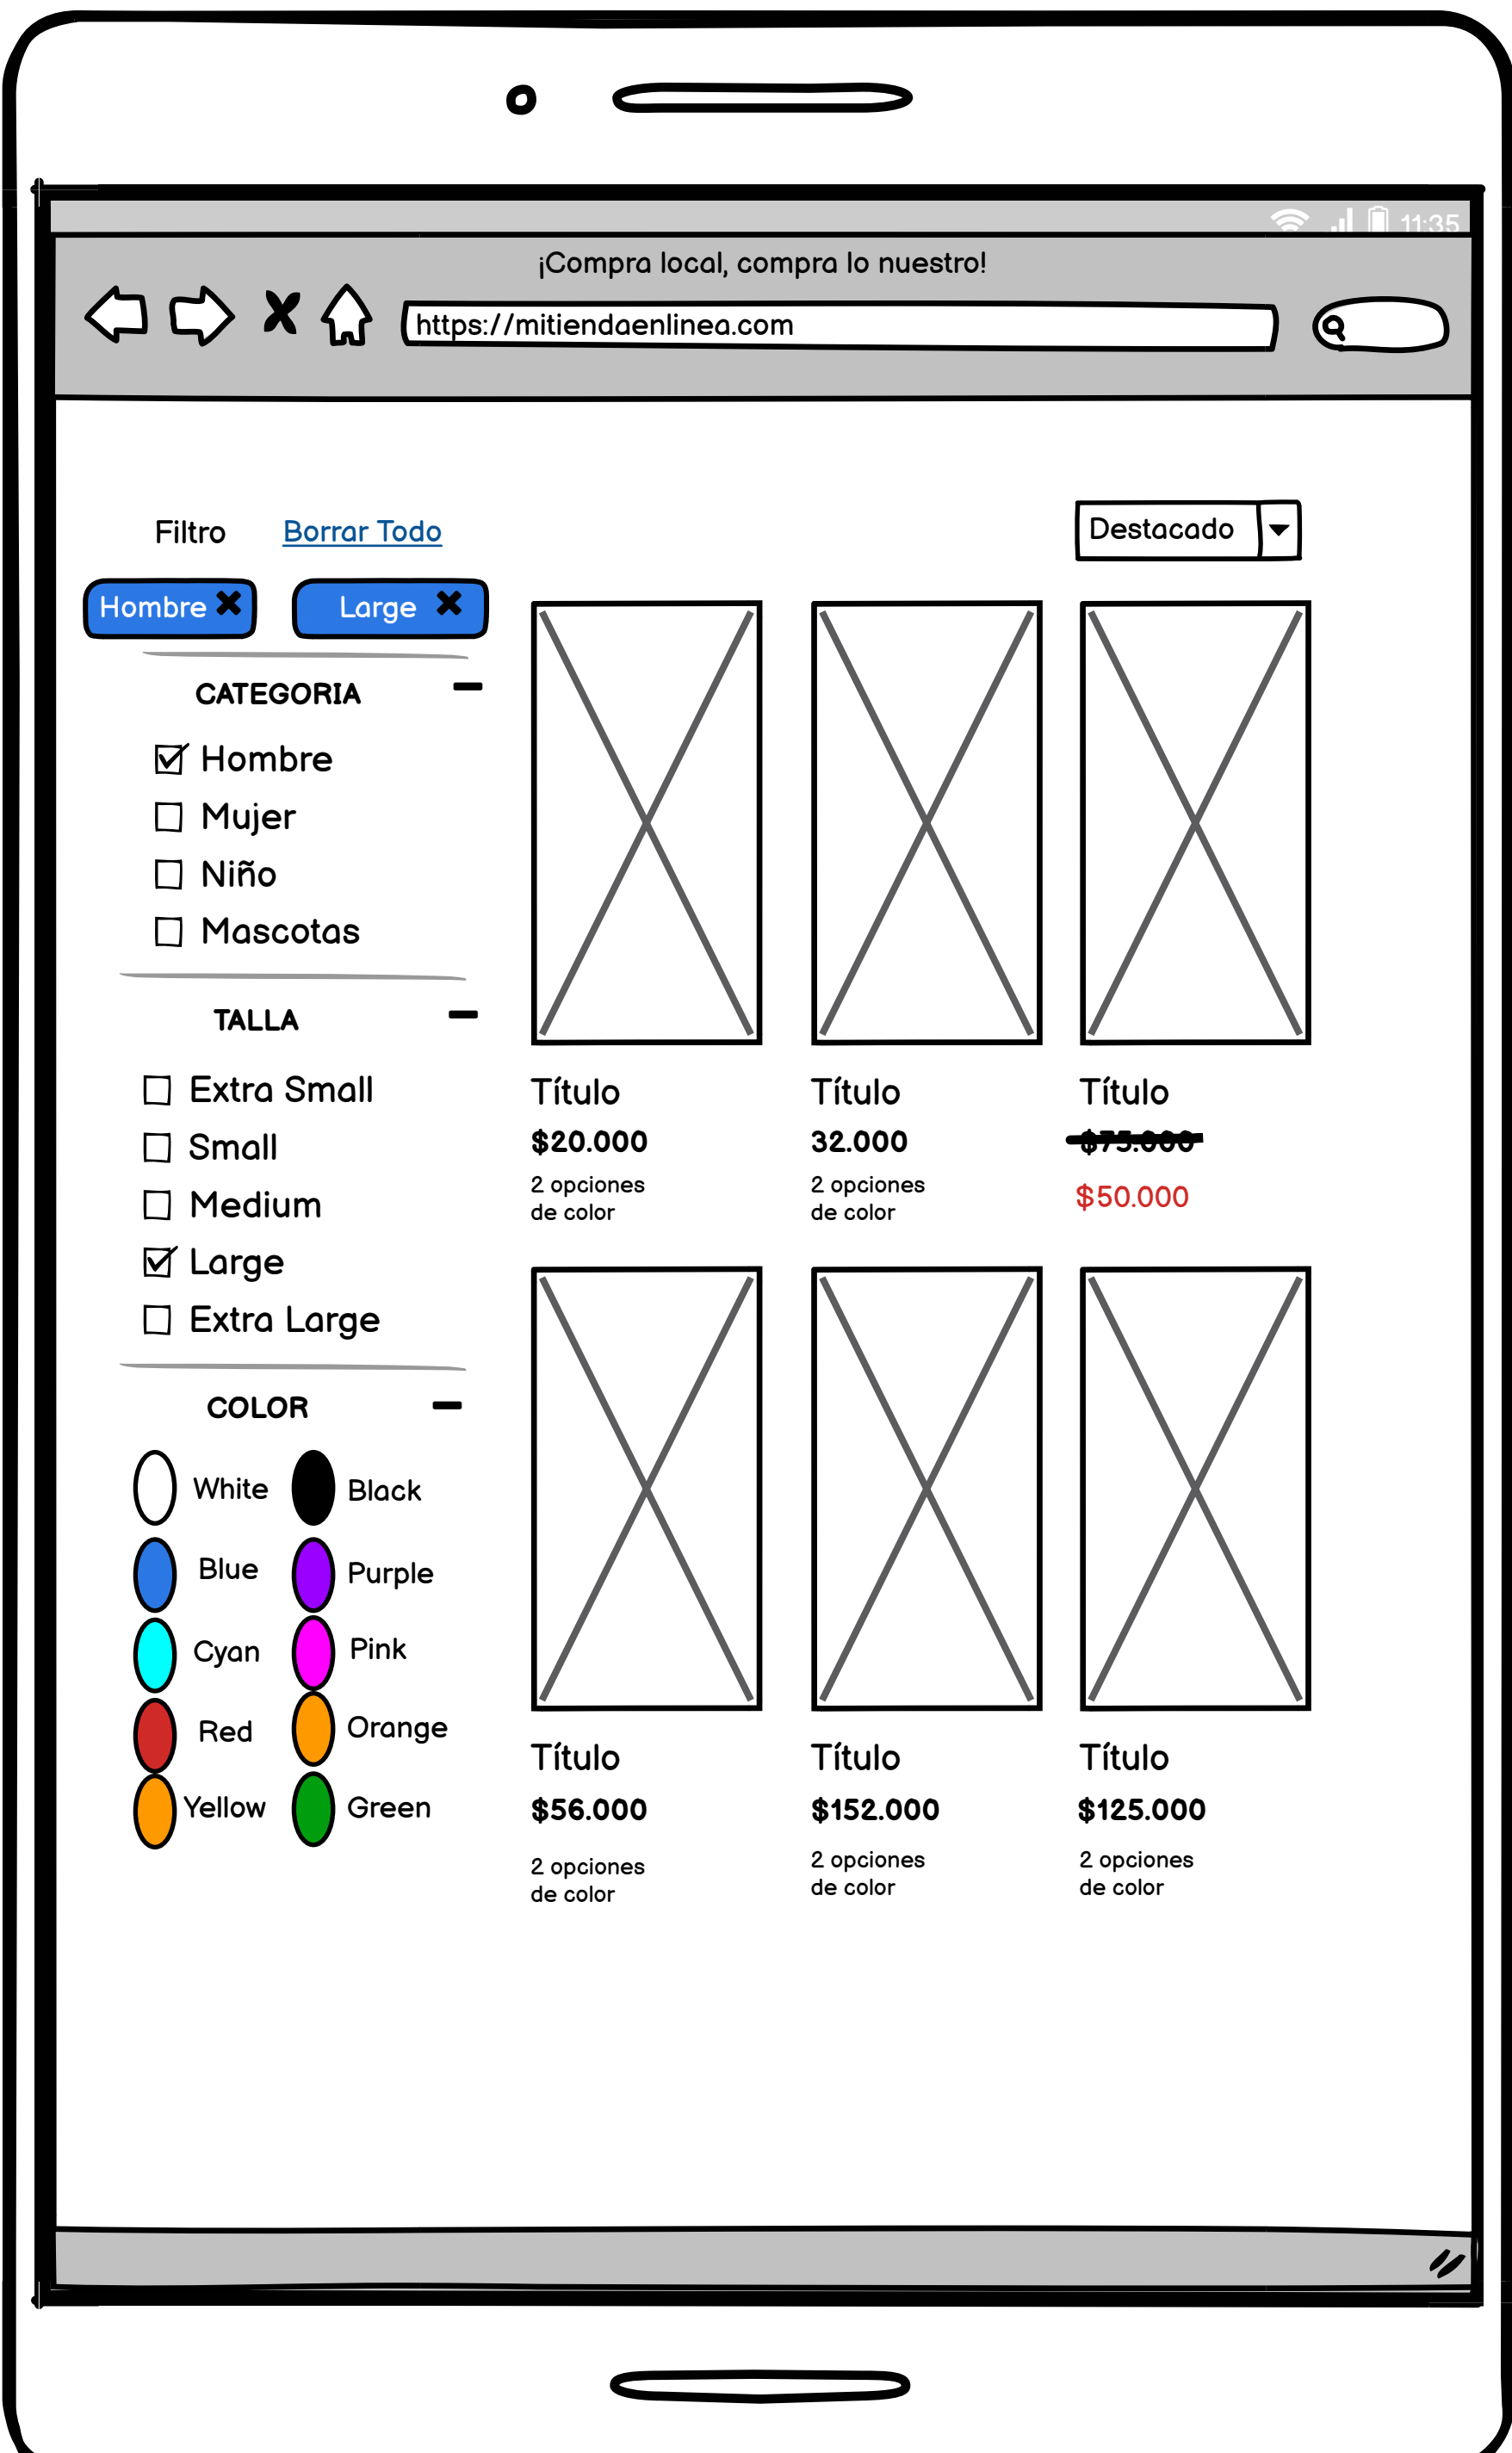 11:35
¡Compra local, compra lo nuestro!
https://mitiendaenlinea.com
Filtro Borrar Todo
Destacado
Hombre Large
CATEGORIA
Hombre
Mujer
Niño
Mascotas
TALLA
Extra Small
Small
Medium
Large
Extra Large
COLOR
White Black
Blue Purple
Cyan Pink
Red Orange
Yellow Green
Título Título Título
$20.000 32.000 $75.000
2 opciones 2 opciones $50.000
de color de color
Título Título Título
$56.000 $152.000 $125.000
2 opciones 2 opciones 2 opciones
de color de color de color